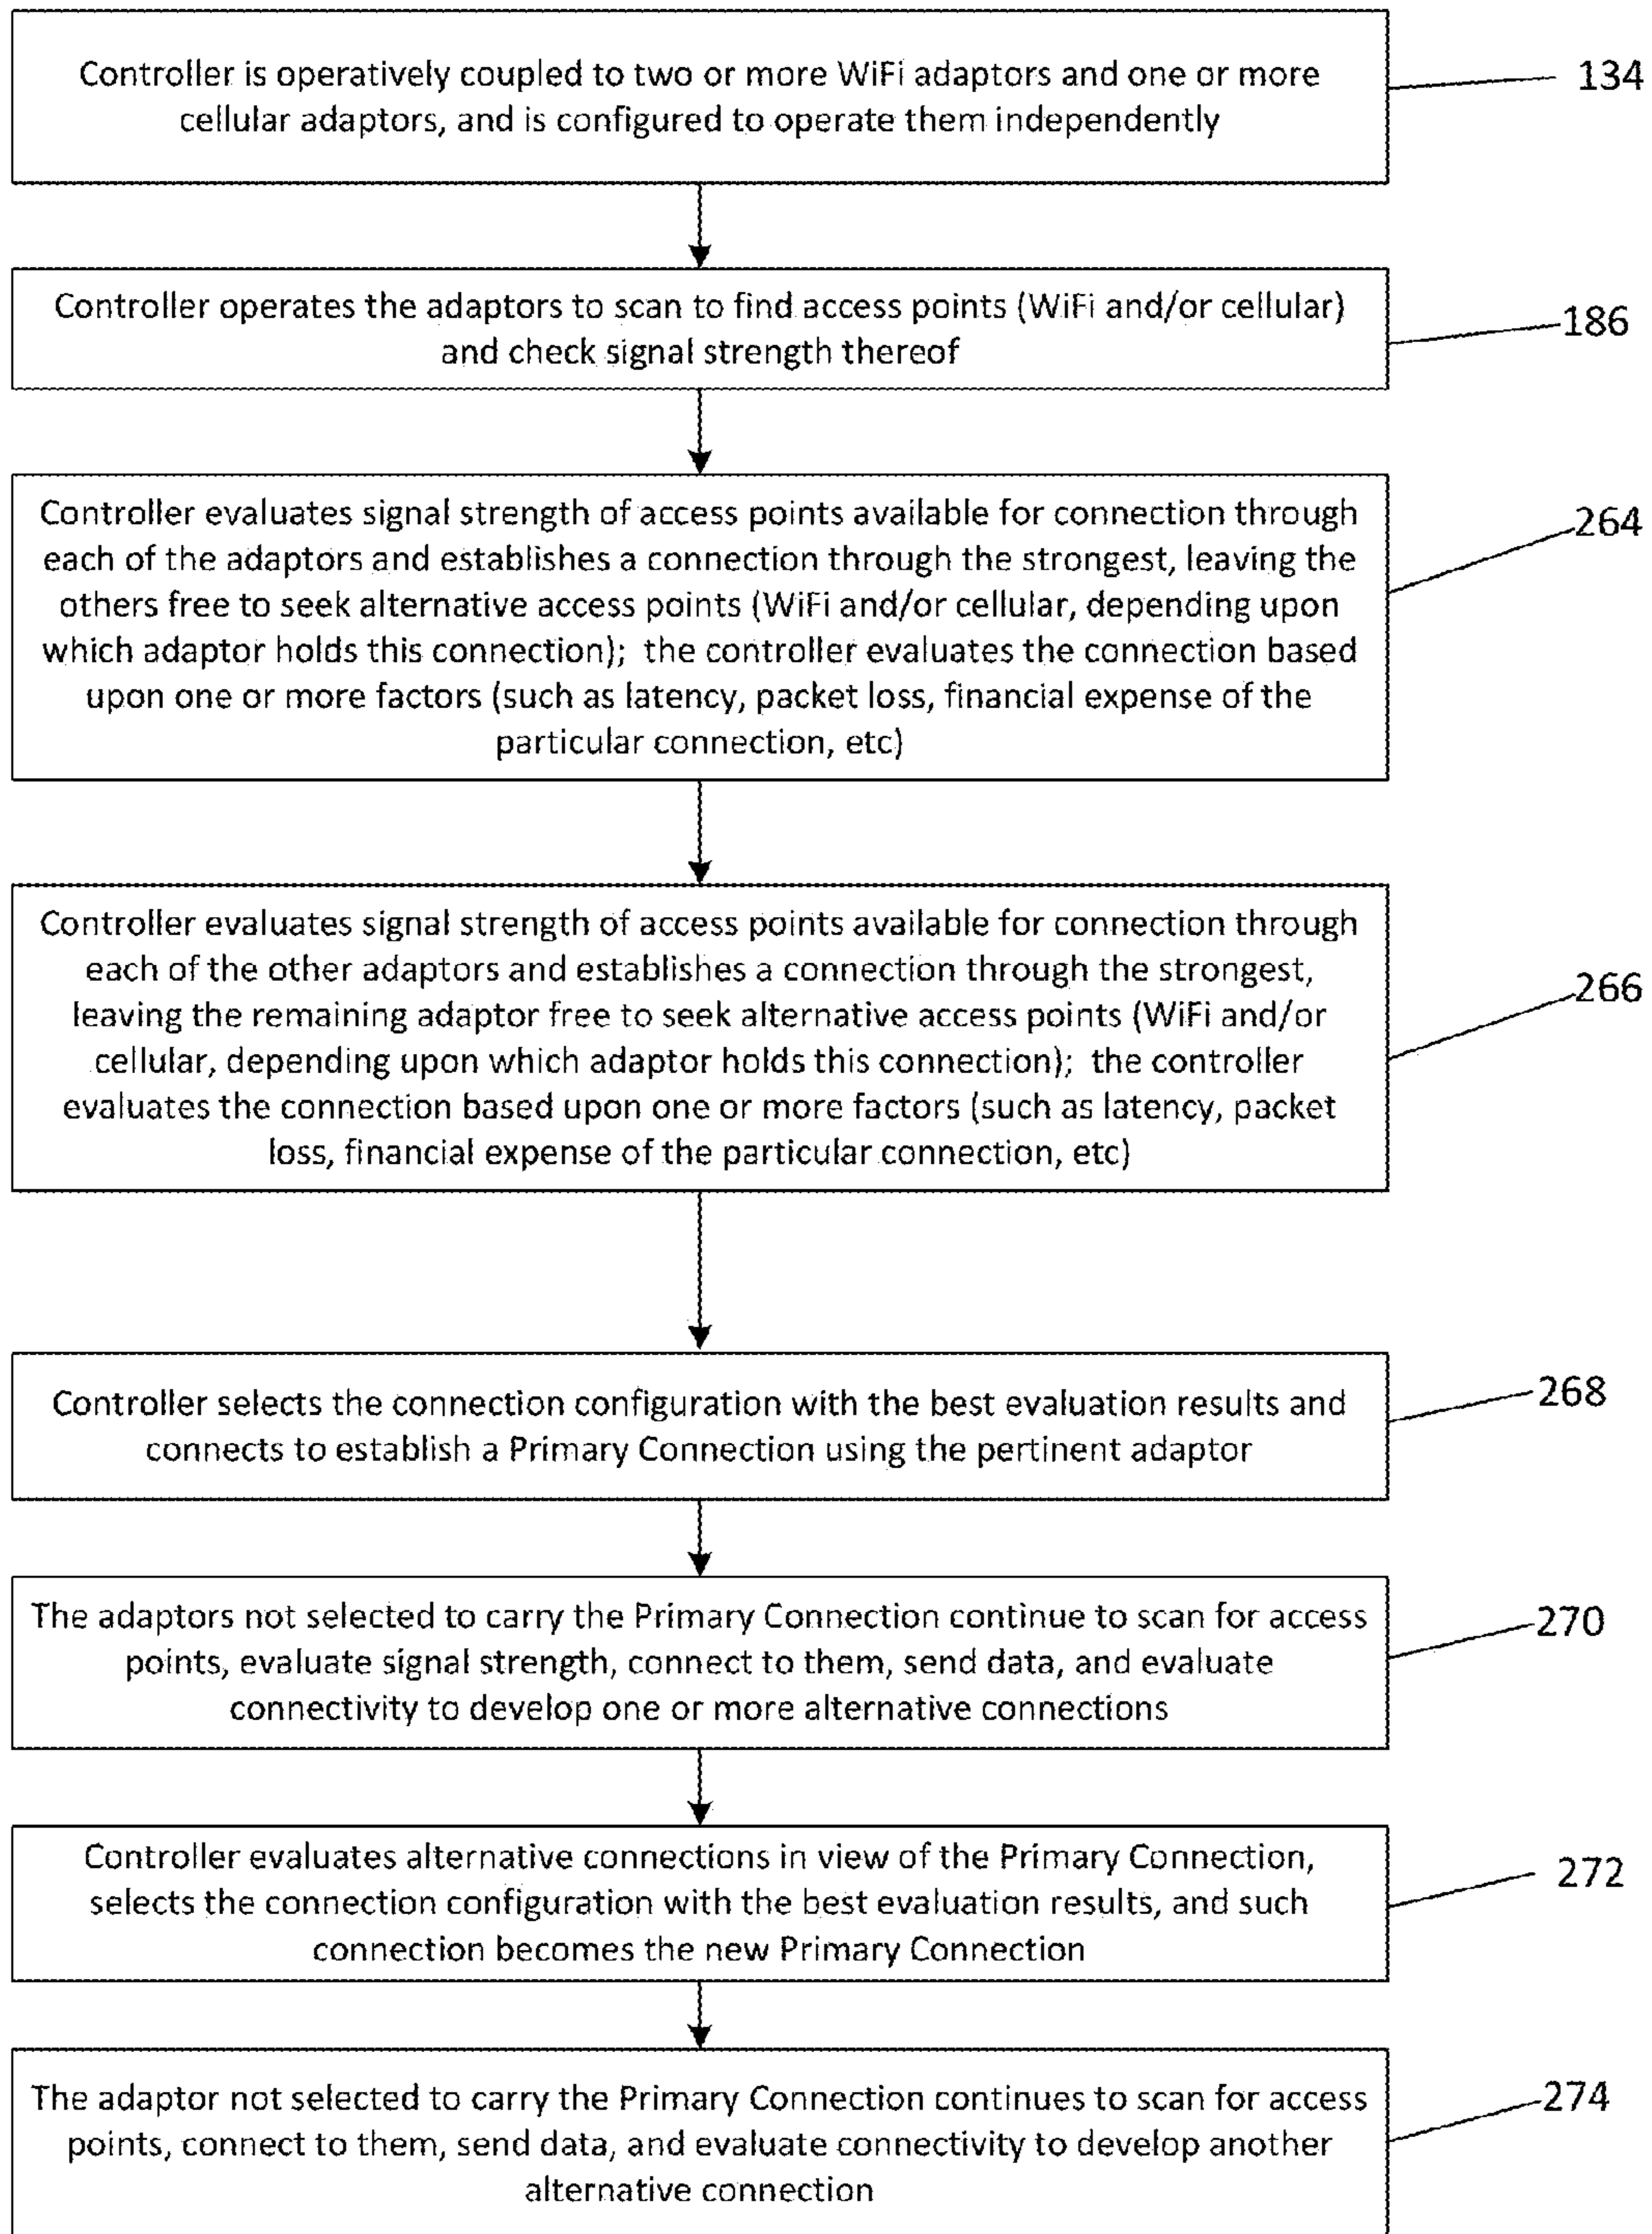 Controller is operatively coupled to two or more WiFi adaptors and one or more
cellular adaptors, and is configured to operate them independently
134
Controller operates the adaptors to scan to find access points (WiFi and/or cellular)
and check signal strength thereof
186
Controller evaluates signal strength of access points available for connection through
each of the adaptors and establishes a connection through the strongest, leaving the
others free to seek alternative access points (WiFi and/or cellular, depending upon
which adaptor holds this connection); the controller evaluates the connection based
upon one or more factors (such as latency, packet loss, financial expense of the
particular connection, etc)
264
Controller evaluates signal strength of access points available for connection through
each of the other adaptors and establishes a connection through the strongest,
leaving the remaining adaptor free to seek alternative access points (WiFi and/or
cellular, depending upon which adaptor holds this connection); the controller
evaluates the connection based upon one or more factors (such as latency, packet
loss, financial expense of the particular connection, etc)
266
Controller selects the connection configuration with the best evaluation results and
connects to establish a Primary Connection using the pertinent adaptor
268
The adaptors not selected to carry the Primary Connection continue to scan for access
points, evaluate signal strength, connect to them, send data, and evaluate
connectivity to develop one or more alternative connections
270
Controller evaluates alternative connections in view of the Primary Connection,
selects the connection configuration with the best evaluation results, and such
connection becomes the new Primary Connection
272
The adaptor not selected to carry the Primary Connection continues to scan for access
points, connect to them, send data, and evaluate connectivity to develop another
alternative connection
274